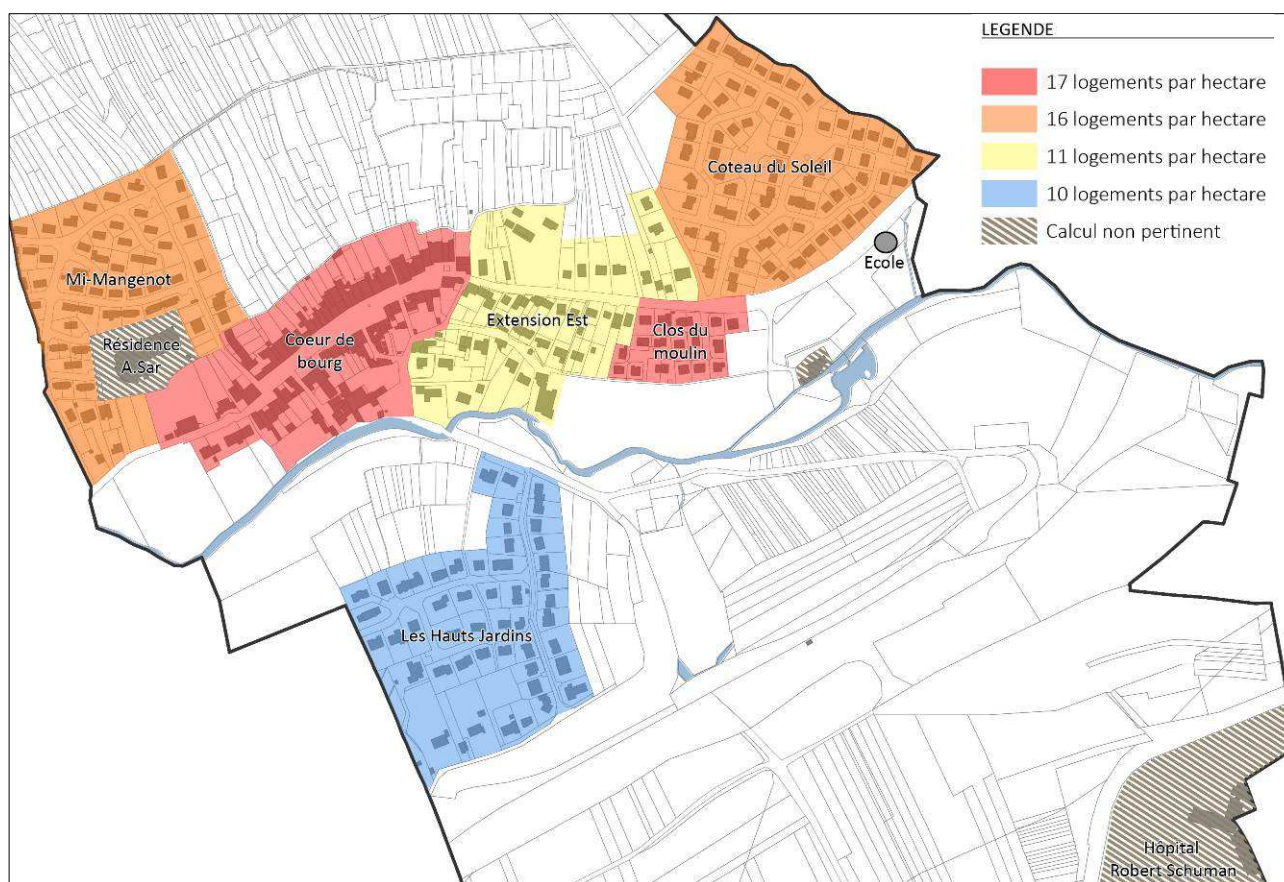 LEGENDE
17 logements par hectare
16 logements par hectare
11 logements par hectare
10 logements par hectare
Calcul non pertinent
Coteau du Soleil
Ecole
Mi-Mangenot
Résidence
A.Sar
Coeur de
bourg
Extension Est
Clos du
moulin
Les Hauts Jardins
Hôpital
Robert Schuman